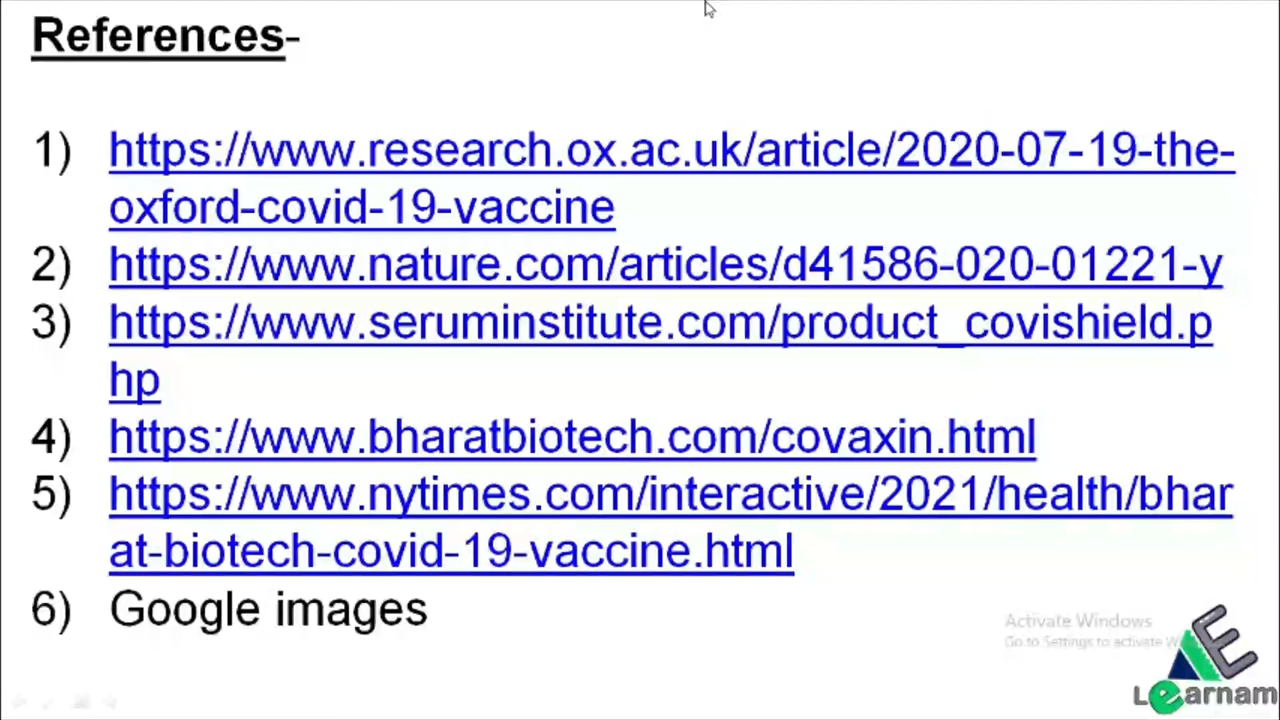 References-
1) https://www.research.ox.ac.uk/article/2020-07-19-the-
oxford-covid-19-vaccine
2) https://www.nature.com/articles/d41586-020-01221-y
3) https://www.seruminstitute.com/product_covishield.p
hp
4) https://www.bharatbiotech.com/covaxin.html
5) https://www.nytimes.com/interactive/2021/health/bhar
at-biotech-covid-19-vaccine.html
6) Google images
Activate Windows
Go to Settings to activate W
Learnam